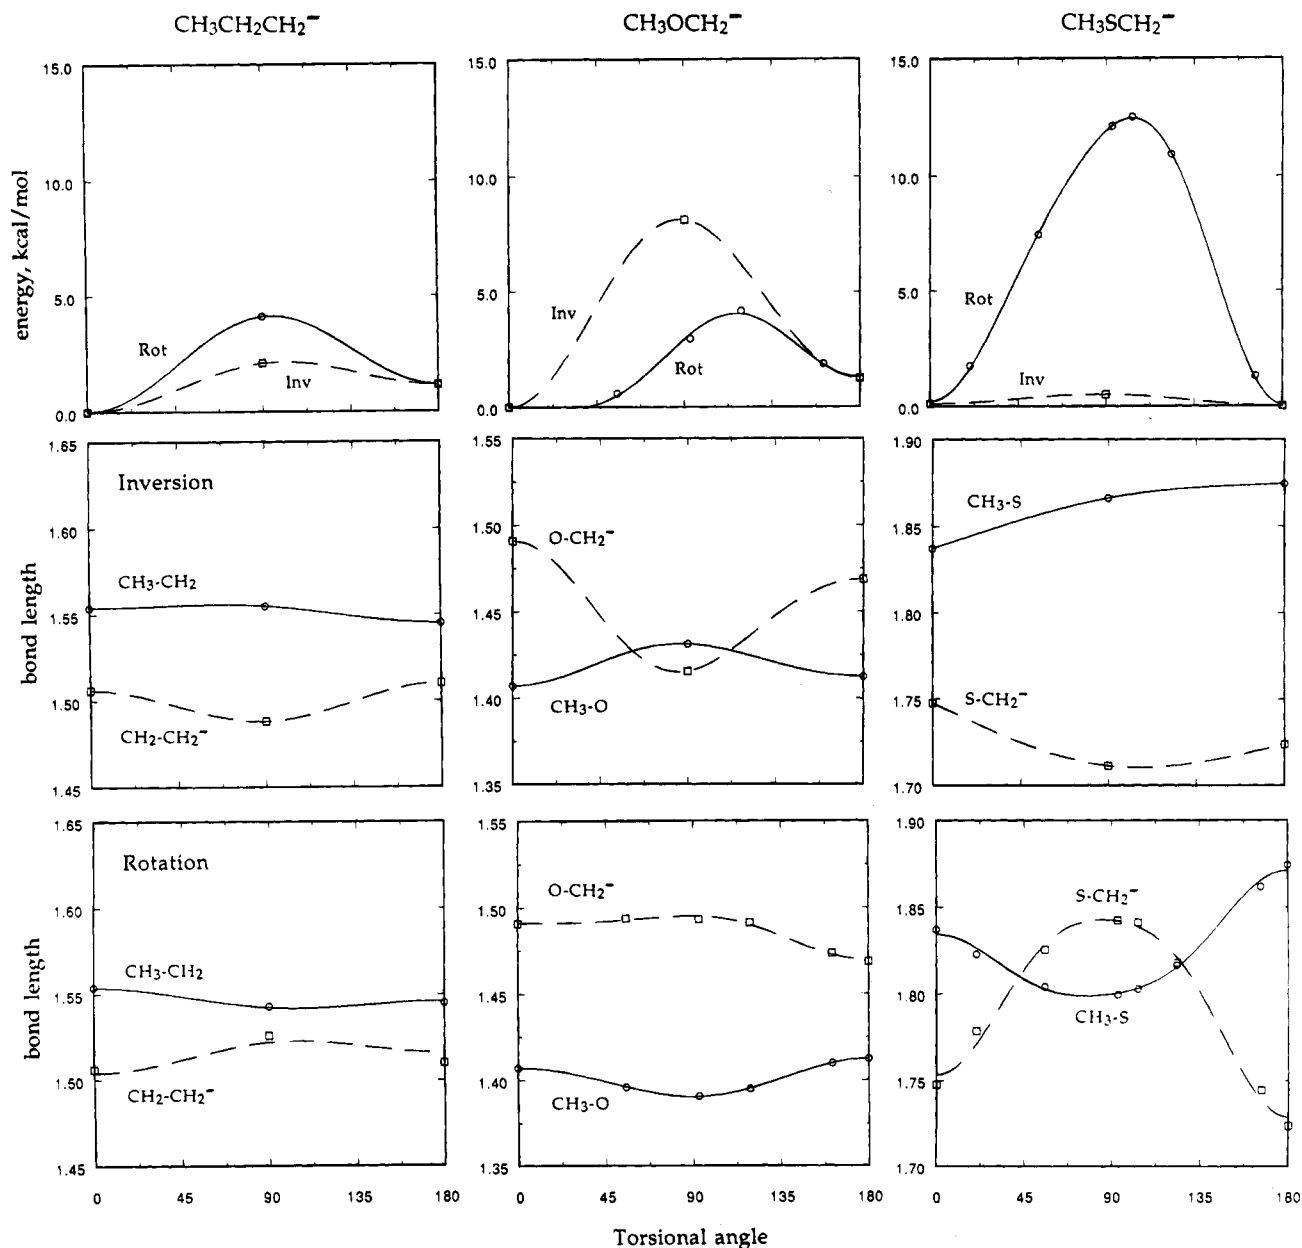 CH3CH2CH2⁻ CH3OCH2⁻ CH3SCH2⁻
15.0 15.0 15.0
10.0 10.0 10.0
energy, kcal/mol
5.0 5.0 5.0
Rot Inv Rot
Inv Rot Inv
0.0 0.0 0.0
1.65 1.55 1.90
Inversion
CH3-S
1.60 1.50 1.85
O-CH2⁻
CH3-CH2
bond length
1.55 1.45 1.80
1.50 1.40 1.75
CH3-O S-CH2⁻
CH2-CH2⁻
1.45 1.35 1.70
1.65 1.55 1.90
Rotation O-CH2⁻ S-CH2⁻
1.60 1.50 1.85
CH3-CH2
bond length
1.55 1.45 1.80
CH3-S
1.50 1.40 1.75
CH2-CH2⁻ CH3-O
1.45 1.35 1.70
0 45 90 135 180 0 45 90 135 180 0 45 90 135 180
Torsional angle